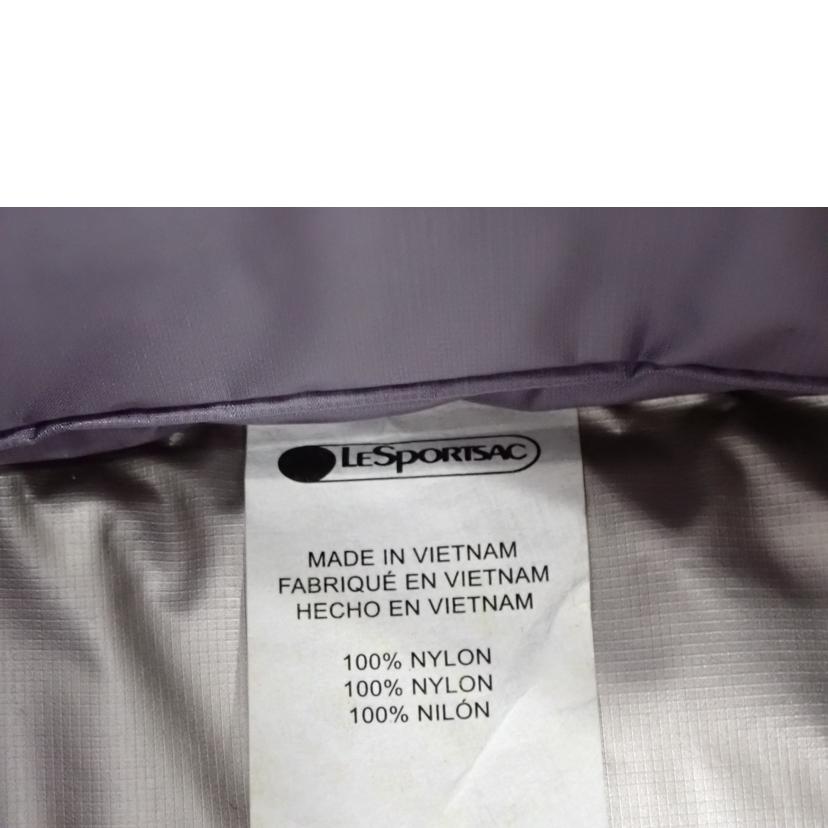 LeSportsac
MADE IN VIETNAM
FABRIQUÉ EN VIETNAM
HECHO EN VIETNAM
100% NYLON
100% NYLON
100% NILÓN